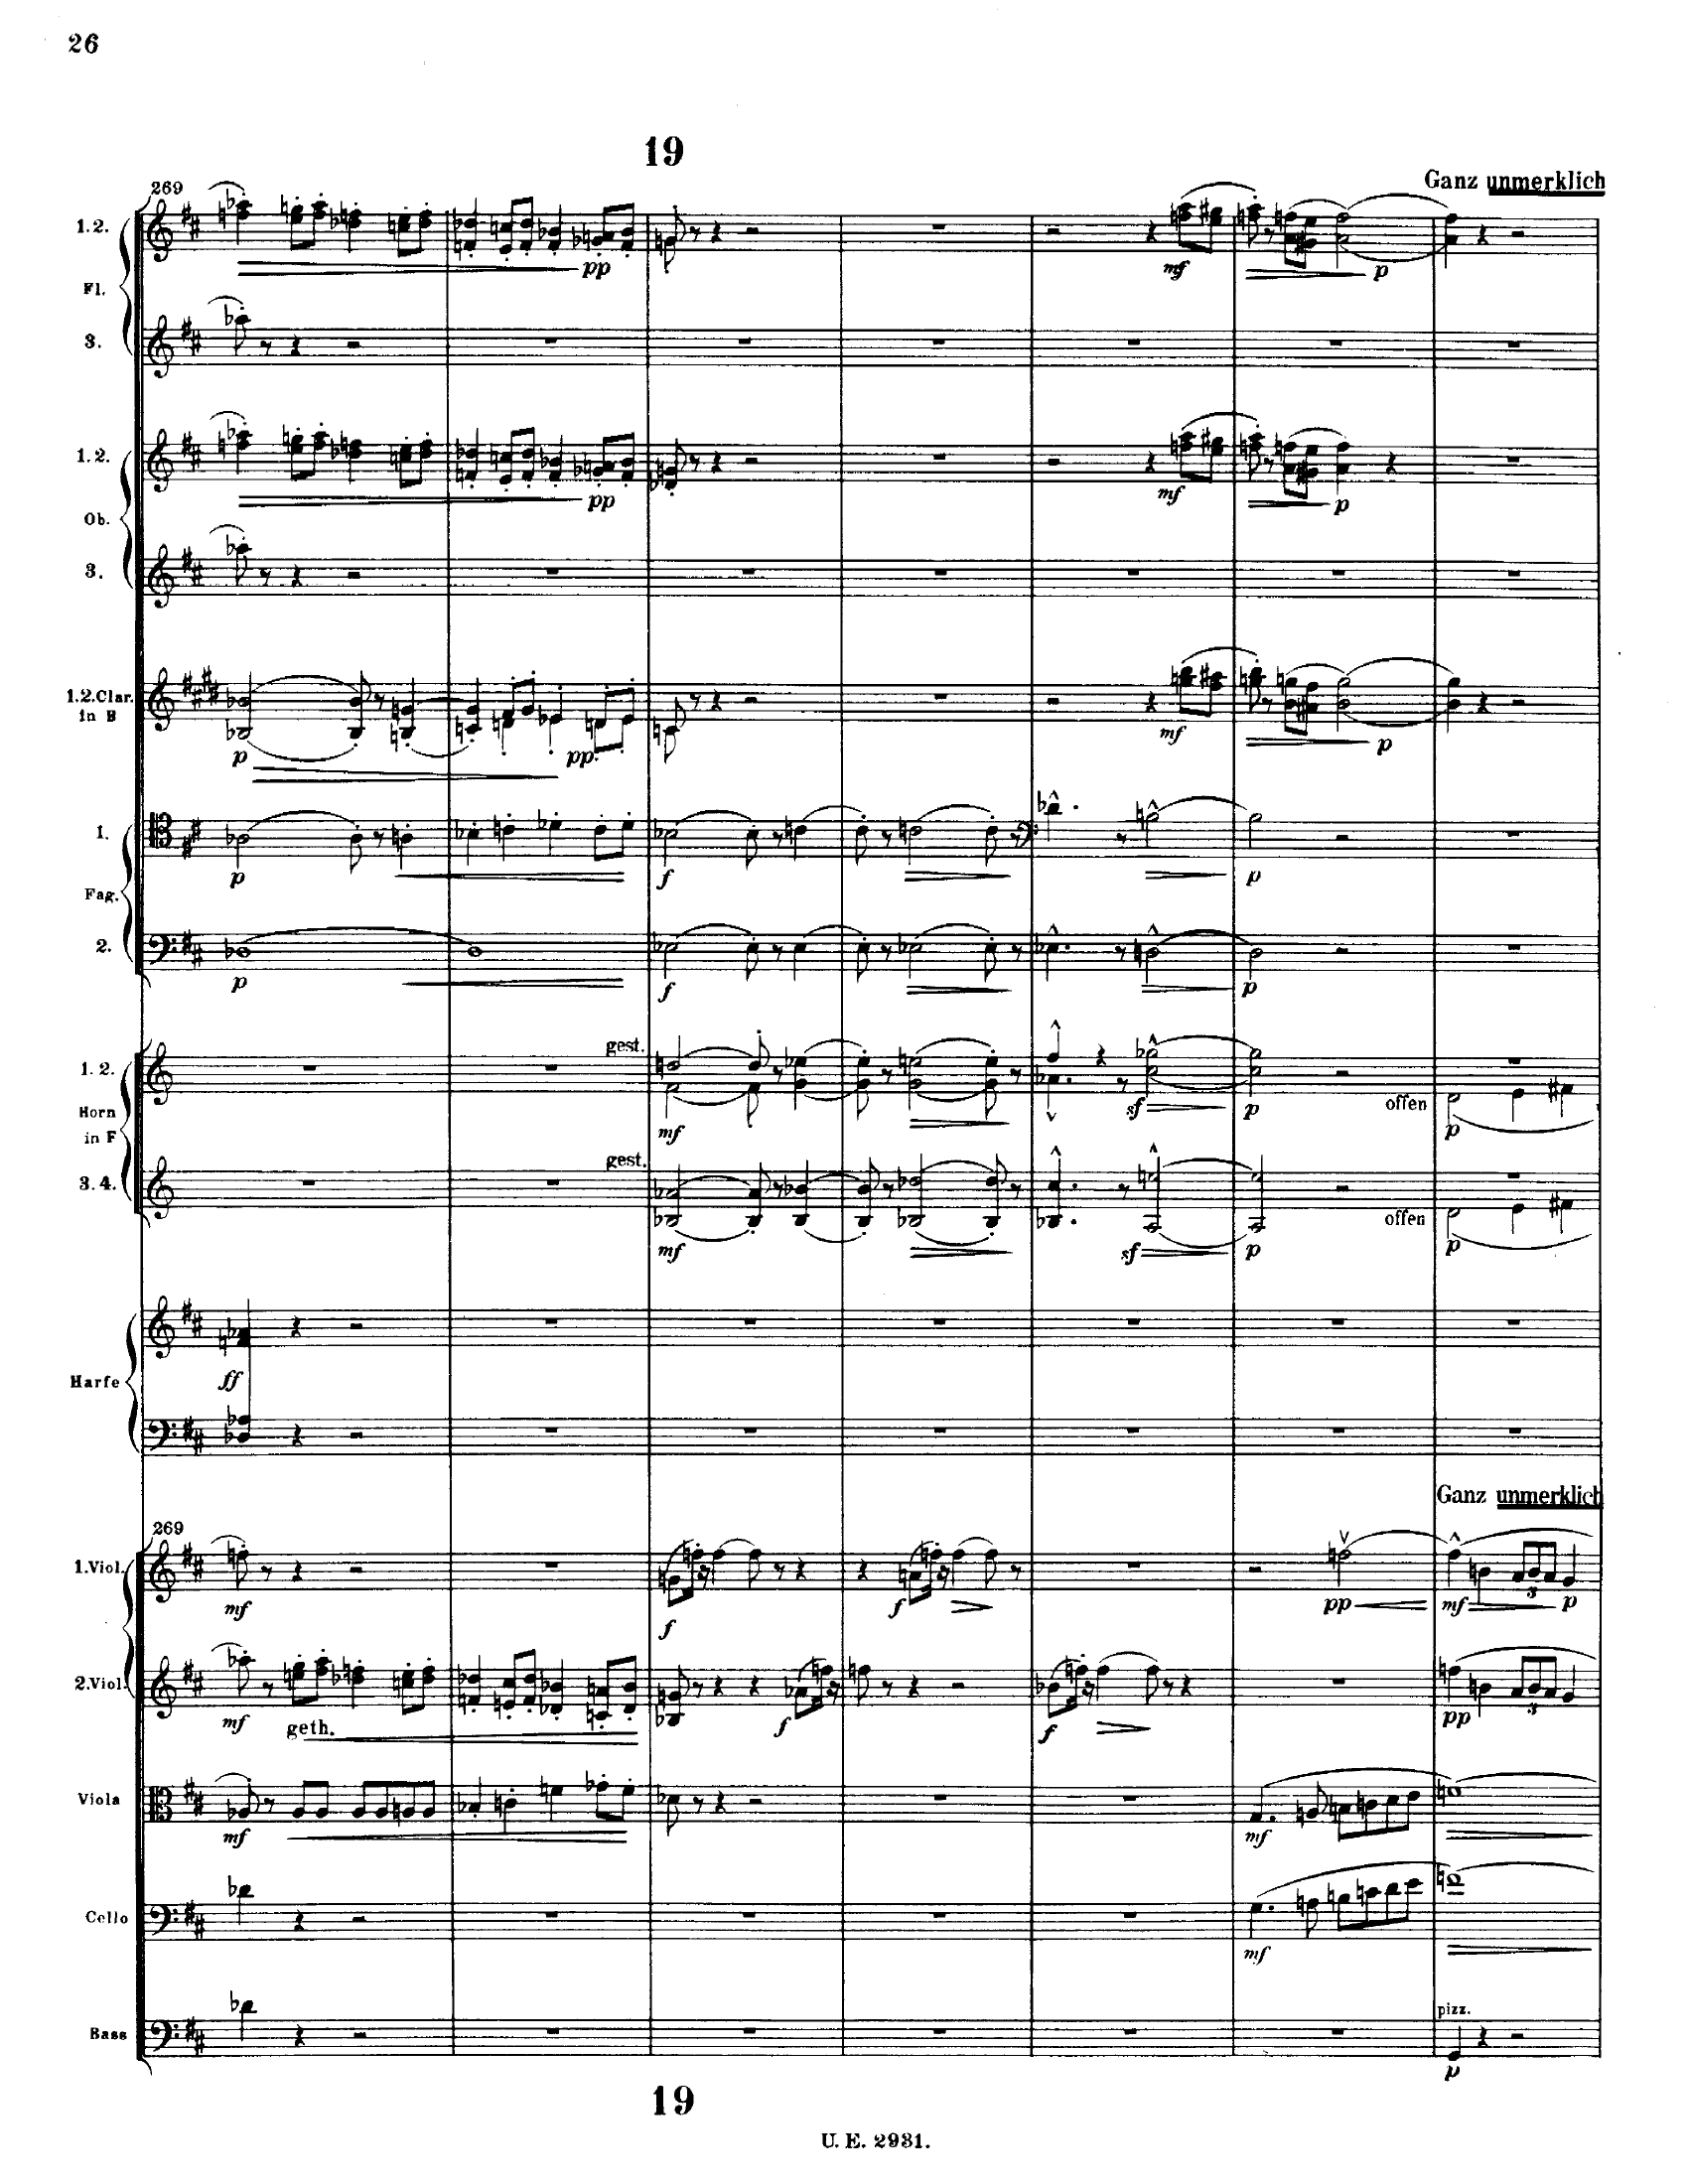 26
19
Ganz unmerklich
269
1.2.
Fl.
3.
pp
mf
p
1.2.
Ob.
3.
pp
mf
p
1.2.Clar.
in B
p
pp
mf
p
1.
Fag.
2.
p
f
p
p
f
p
gest.
1.2.
Horn
in F
3.4.
mf
sf
p
offen
p
gest.
mf
sf
p
offen
p
Harfe
ff
Ganz unmerklich
269
1.Viol.
mf
f
f
pp
mf
3
p
2.Viol.
mf
geth.
f
f
pp
3
Viola
mf
mf
Cello
mf
Bass
pizz.
p
19
U. E. 2931.